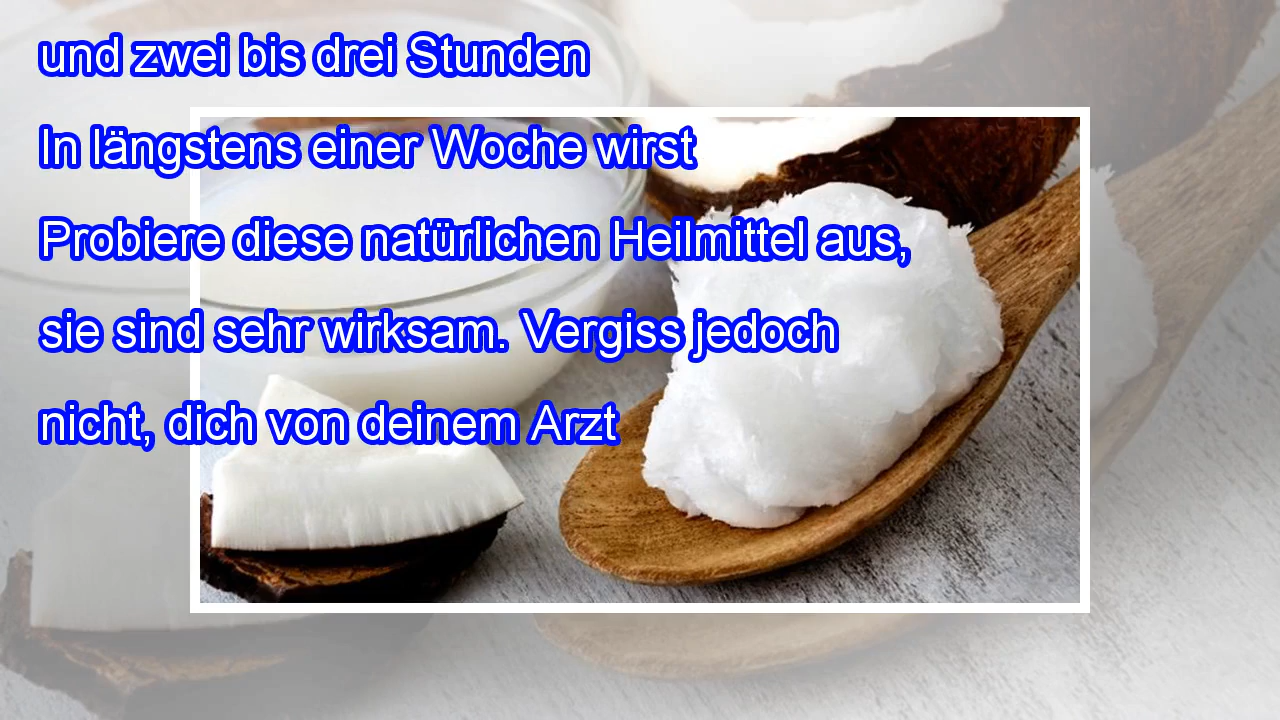 und zwei bis drei Stunden
In längstens einer Woche wirst
Probiere diese natürlichen Heilmittel aus,
sie sind sehr wirksam. Vergiss jedoch
nicht, dich von deinem Arzt